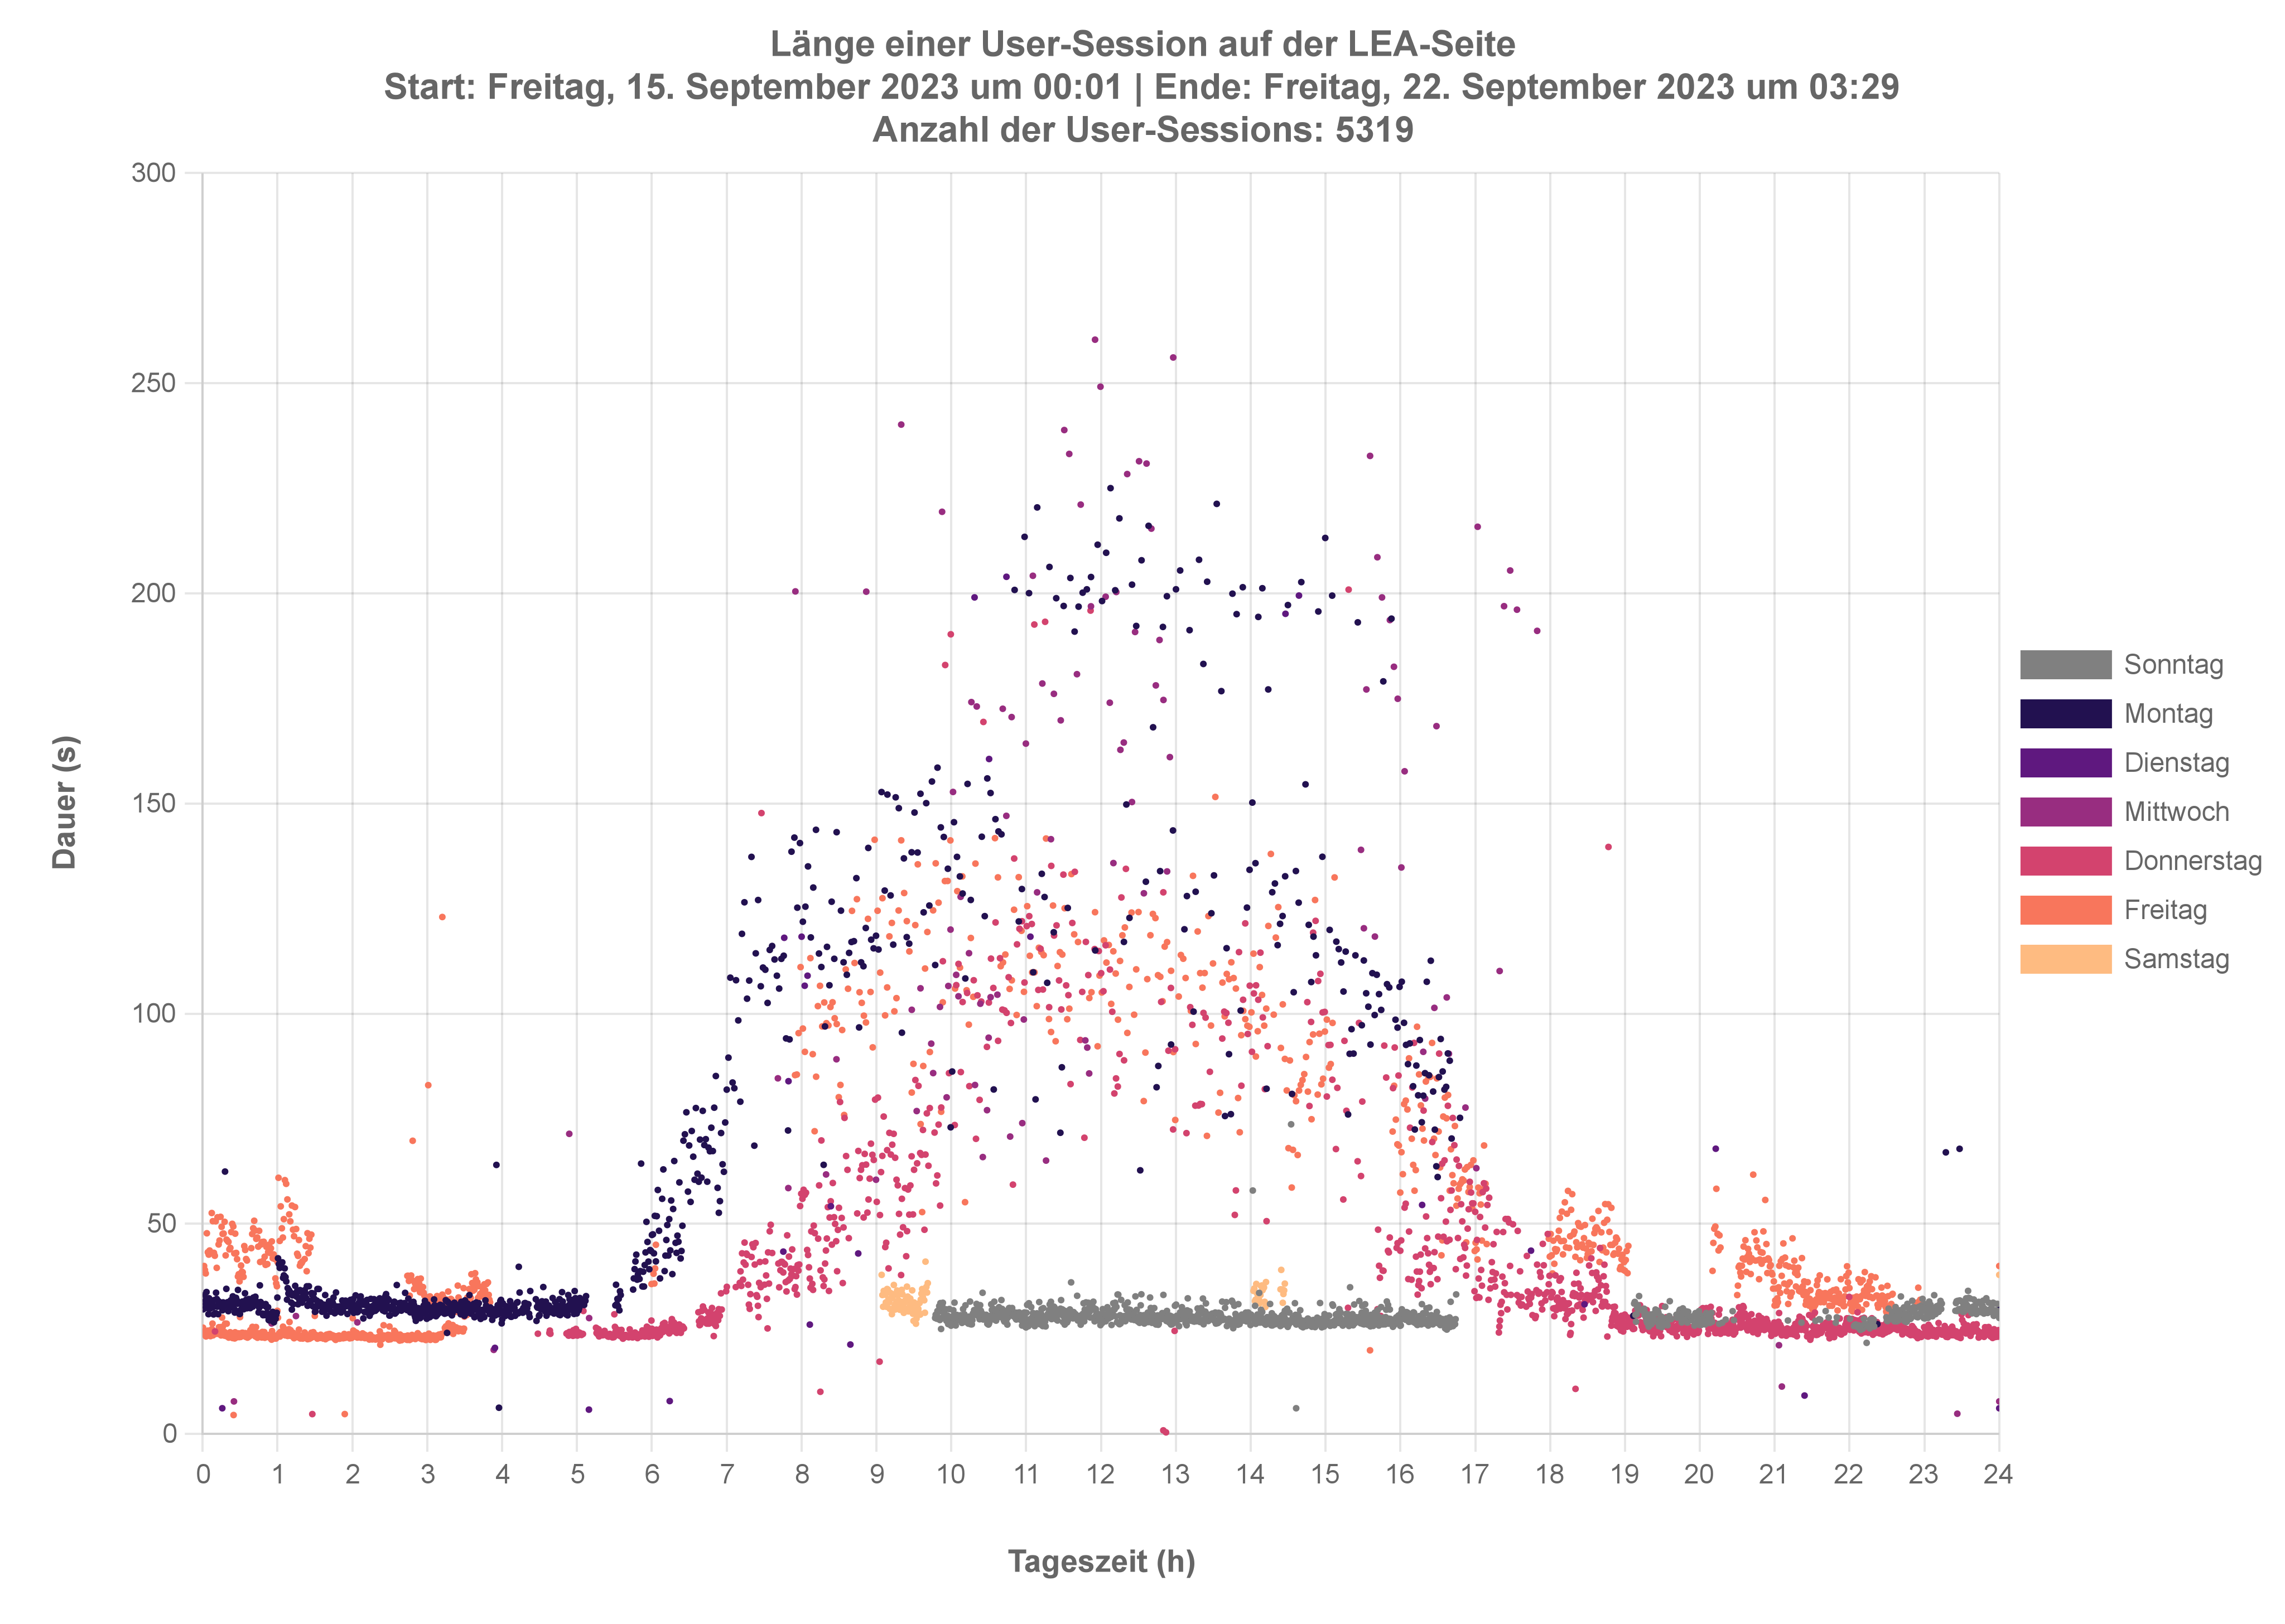 Länge einer User-Session auf der LEA-Seite
Start: Freitag, 15. September 2023 um 00:01 | Ende: Freitag, 22. September 2023 um 03:29
Anzahl der User-Sessions: 5319
300
250
200
150
100
50
0
Dauer (s)
0 1 2 3 4 5 6 7 8 9 10 11 12 13 14 15 16 17 18 19 20 21 22 23 24
Tageszeit (h)
Sonntag
Montag
Dienstag
Mittwoch
Donnerstag
Freitag
Samstag